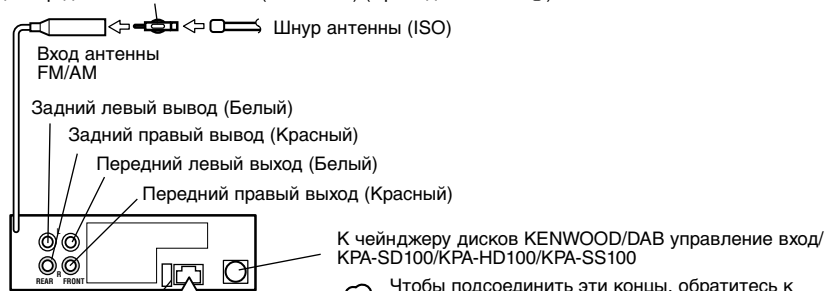 Шнур антенны (ISO)
Вход антенны
FM/AM
Задний левый вывод (Белый)
Задний правый вывод (Красный)
Передний левый выход (Белый)
Передний правый выход (Красный)
L
R
REAR FRONT
К чейнджеру дисков KENWOOD/DAB управление вход/
KPA-SD100/KPA-HD100/KPA-SS100
Чтобы подсоединить эти концы, обратитесь к